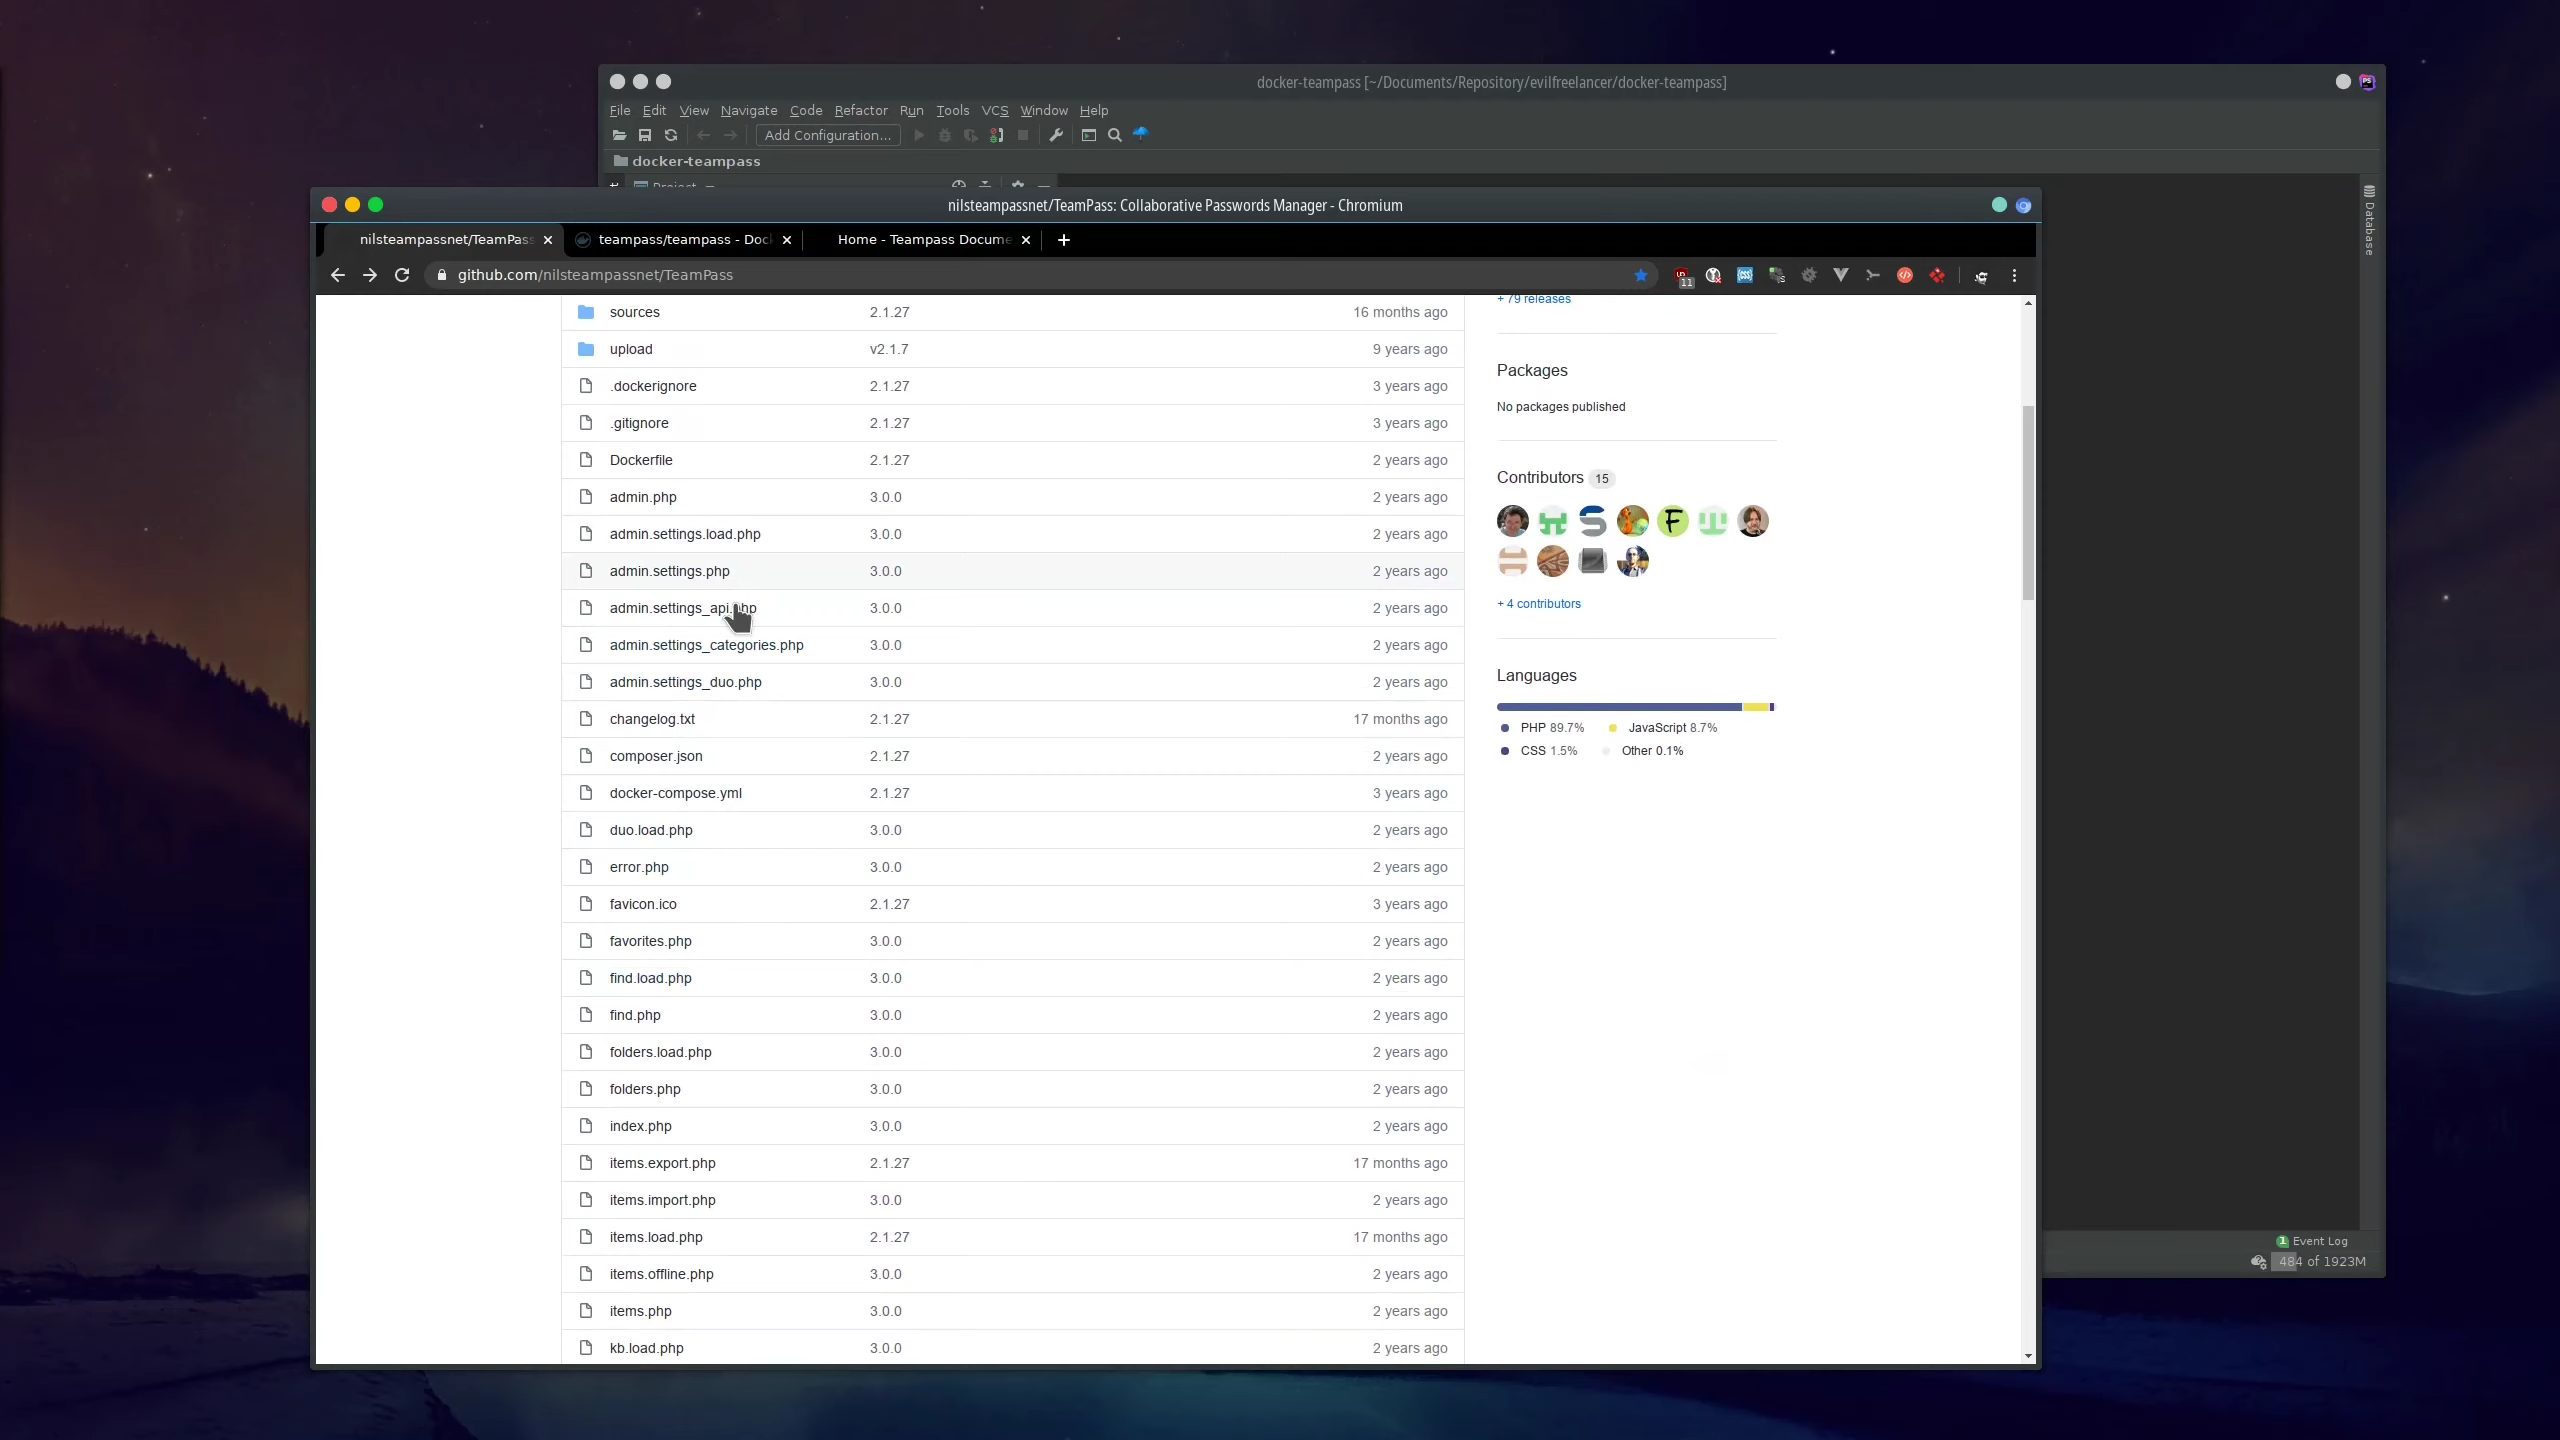 docker-teampass [~/Documents/Repository/evilfreelancer/docker-teampass]
File Edit View Navigate Code Refactor Run Tools VCS Window Help
Add Configuration...
docker-teampass
Project
Database
nilsteampassnet/TeamPass: Collaborative Passwords Manager - Chromium
nilsteampassnet/TeamPas teampass/teampass - Doc Home - Teampass Docume
github.com/nilsteampassnet/TeamPass
11
sources 2.1.27 16 months ago
upload v2.1.7 9 years ago
.dockerignore 2.1.27 3 years ago
.gitignore 2.1.27 3 years ago
Dockerfile 2.1.27 2 years ago
admin.php 3.0.0 2 years ago
admin.settings.load.php 3.0.0 2 years ago
admin.settings.php 3.0.0 2 years ago
admin.settings_api.php 3.0.0 2 years ago
admin.settings_categories.php 3.0.0 2 years ago
admin.settings_duo.php 3.0.0 2 years ago
changelog.txt 2.1.27 17 months ago
composer.json 2.1.27 2 years ago
docker-compose.yml 2.1.27 3 years ago
duo.load.php 3.0.0 2 years ago
error.php 3.0.0 2 years ago
favicon.ico 2.1.27 3 years ago
favorites.php 3.0.0 2 years ago
find.load.php 3.0.0 2 years ago
find.php 3.0.0 2 years ago
folders.load.php 3.0.0 2 years ago
folders.php 3.0.0 2 years ago
index.php 3.0.0 2 years ago
items.export.php 2.1.27 17 months ago
items.import.php 3.0.0 2 years ago
items.load.php 2.1.27 17 months ago
items.offline.php 3.0.0 2 years ago
items.php 3.0.0 2 years ago
kb.load.php 3.0.0 2 years ago
+ 79 releases
Packages
No packages published
Contributors 15
F
+ 4 contributors
Languages
PHP 89.7% JavaScript 8.7%
CSS 1.5% Other 0.1%
1 Event Log
484 of 1923M